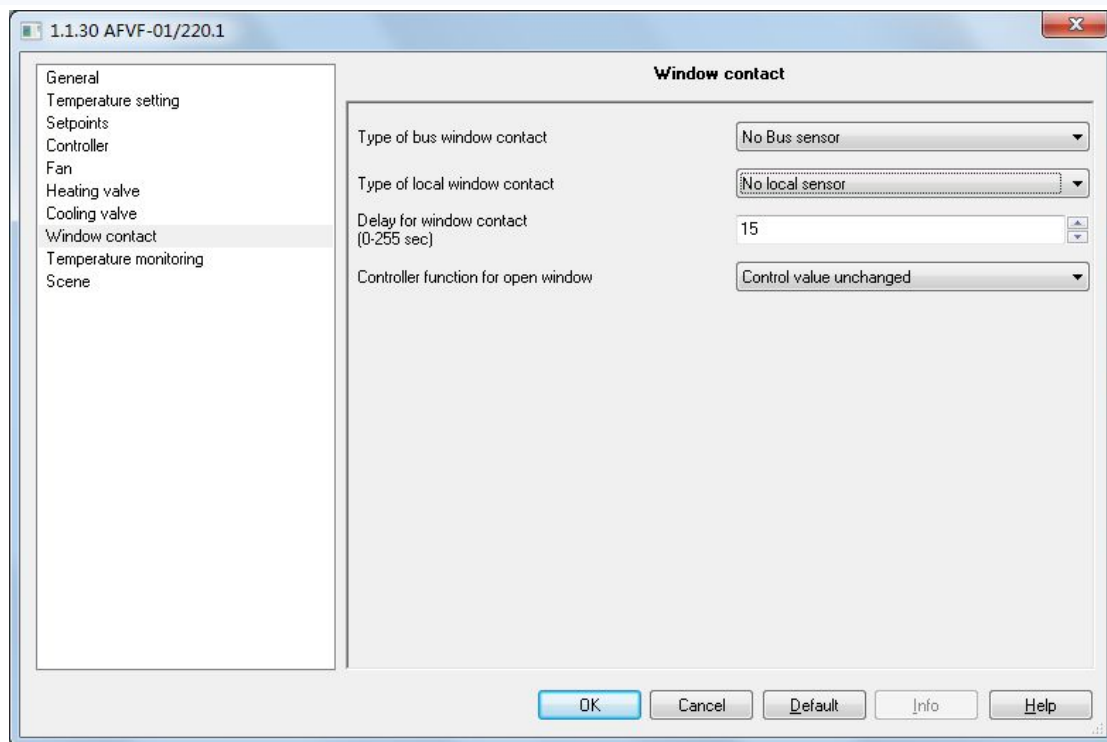 1.1.30 AFVF-01/220.1
General
Temperature setting
Setpoints
Controller
Fan
Heating valve
Cooling valve
Window contact
Temperature monitoring
Scene
Window contact
Type of bus window contact
No Bus sensor
Type of local window contact
No local sensor
Delay for window contact
(0-255 sec)
15
Controller function for open window
Control value unchanged
OK
Cancel
Default
Info
Help